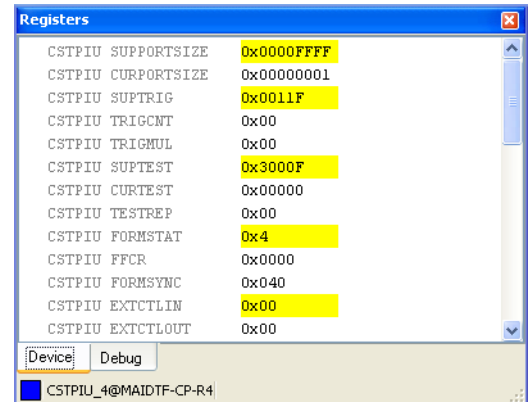 Registers
CSTPIU SUPPORTSIZE 0x0000FFFF
CSTPIU CURPORTSIZE 0x00000001
CSTPIU SUPTRIG 0x0011F
CSTPIU TRIGCNT 0x00
CSTPIU TRIGMUL 0x00
CSTPIU SUPTEST 0x3000F
CSTPIU CURTEST 0x00000
CSTPIU TESTREP 0x00
CSTPIU FORMSTAT 0x4
CSTPIU FFCR 0x0000
CSTPIU FORMSYNC 0x040
CSTPIU EXTCTLIN 0x00
CSTPIU EXTCTLOUT 0x00
Device Debug
CSTPIU_4@MAIDTF-CP-R4